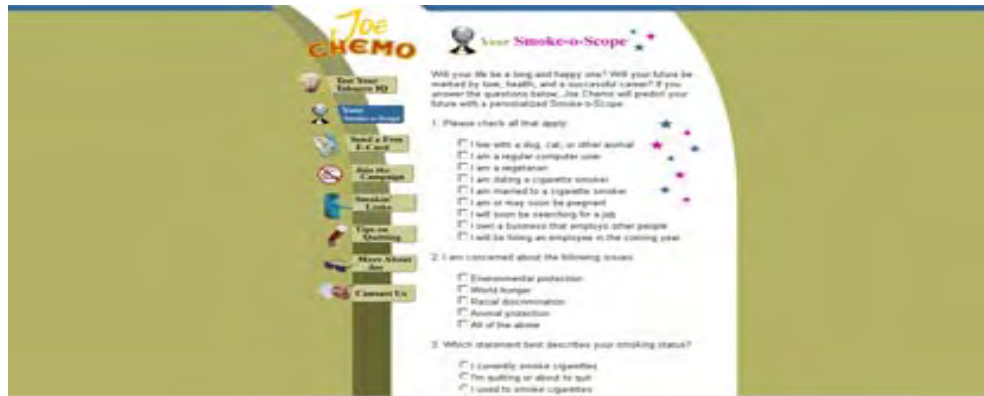 Joe
CHEMO
Test Your
Tobacco IQ
Your
Smoke-o-Scope
Send a Free
E-Card
Join the
Campaign
Smokin'
Links
Tips on
Quitting
More About
Joe
Contact Us
Your Smoke-o-Scope
Will your life be a long and happy one? Will your future be
marked by love, health, and a successful career? If you
answer the questions below, Joe Chemo will predict your
future with a personalized Smoke-o-Scope.
1. Please check all that apply:
I live with a dog, cat, or other animal
I am a regular computer user
I am a vegetarian
I am dating a cigarette smoker
I am married to a cigarette smoker
I am or may soon be pregnant
I will soon be searching for a job
I own a business that employs other people
I will be hiring an employee in the coming year
2. I am concerned about the following issues:
Environmental protection
World hunger
Racial discrimination
Animal protection
All of the above
3. Which statement best describes your smoking status?
I currently smoke cigarettes
I'm quitting or about to quit
I used to smoke cigarettes